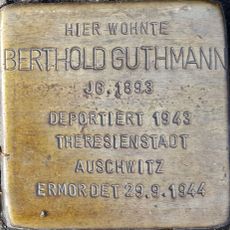 HIER WOHNTE
BERTHOLD GUTHMANN
JG. 1893
DEPORTIERT 1943
THERESIENSTADT
AUSCHWITZ
ERMORDET 29.9.1944